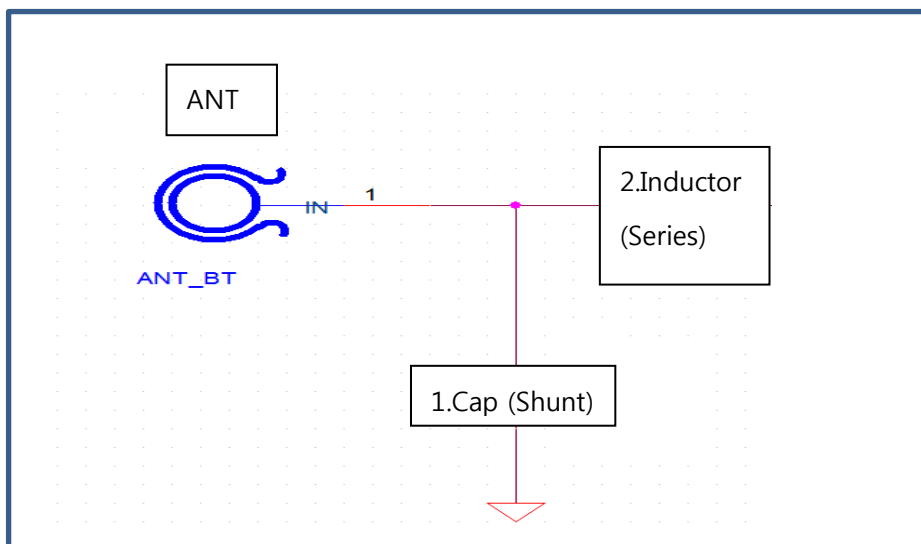 ANT
IN
1
2.Inductor
(Series)
ANT_BT
1.Cap (Shunt)